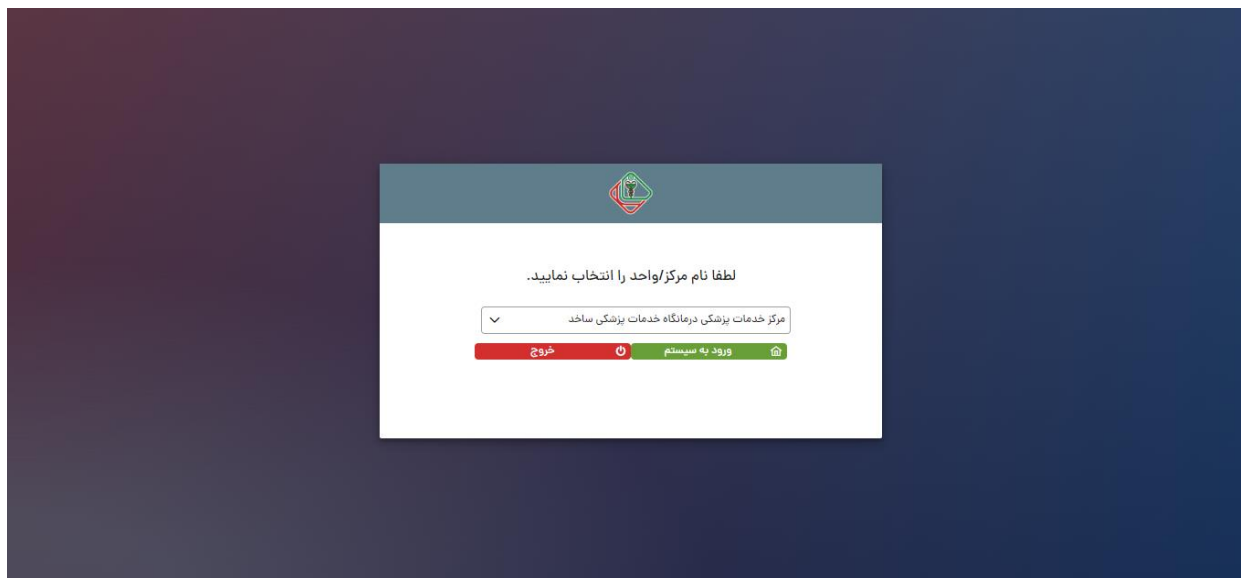 لطفا نام مرکز/واحد را انتخاب نمایید.
مرکز خدمات پزشکی درمانگاه خدمات پزشکی ساخد
ورود به سیستم
خروج